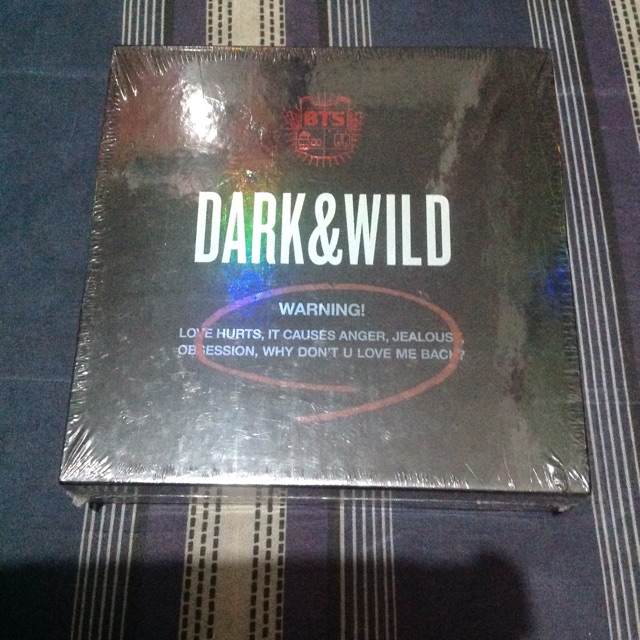 BTS
DARK&WILD
WARNING!
LOVE HURTS, IT CAUSES ANGER, JEALOUS,
OBSESSION, WHY DON'T U LOVE ME BACK?